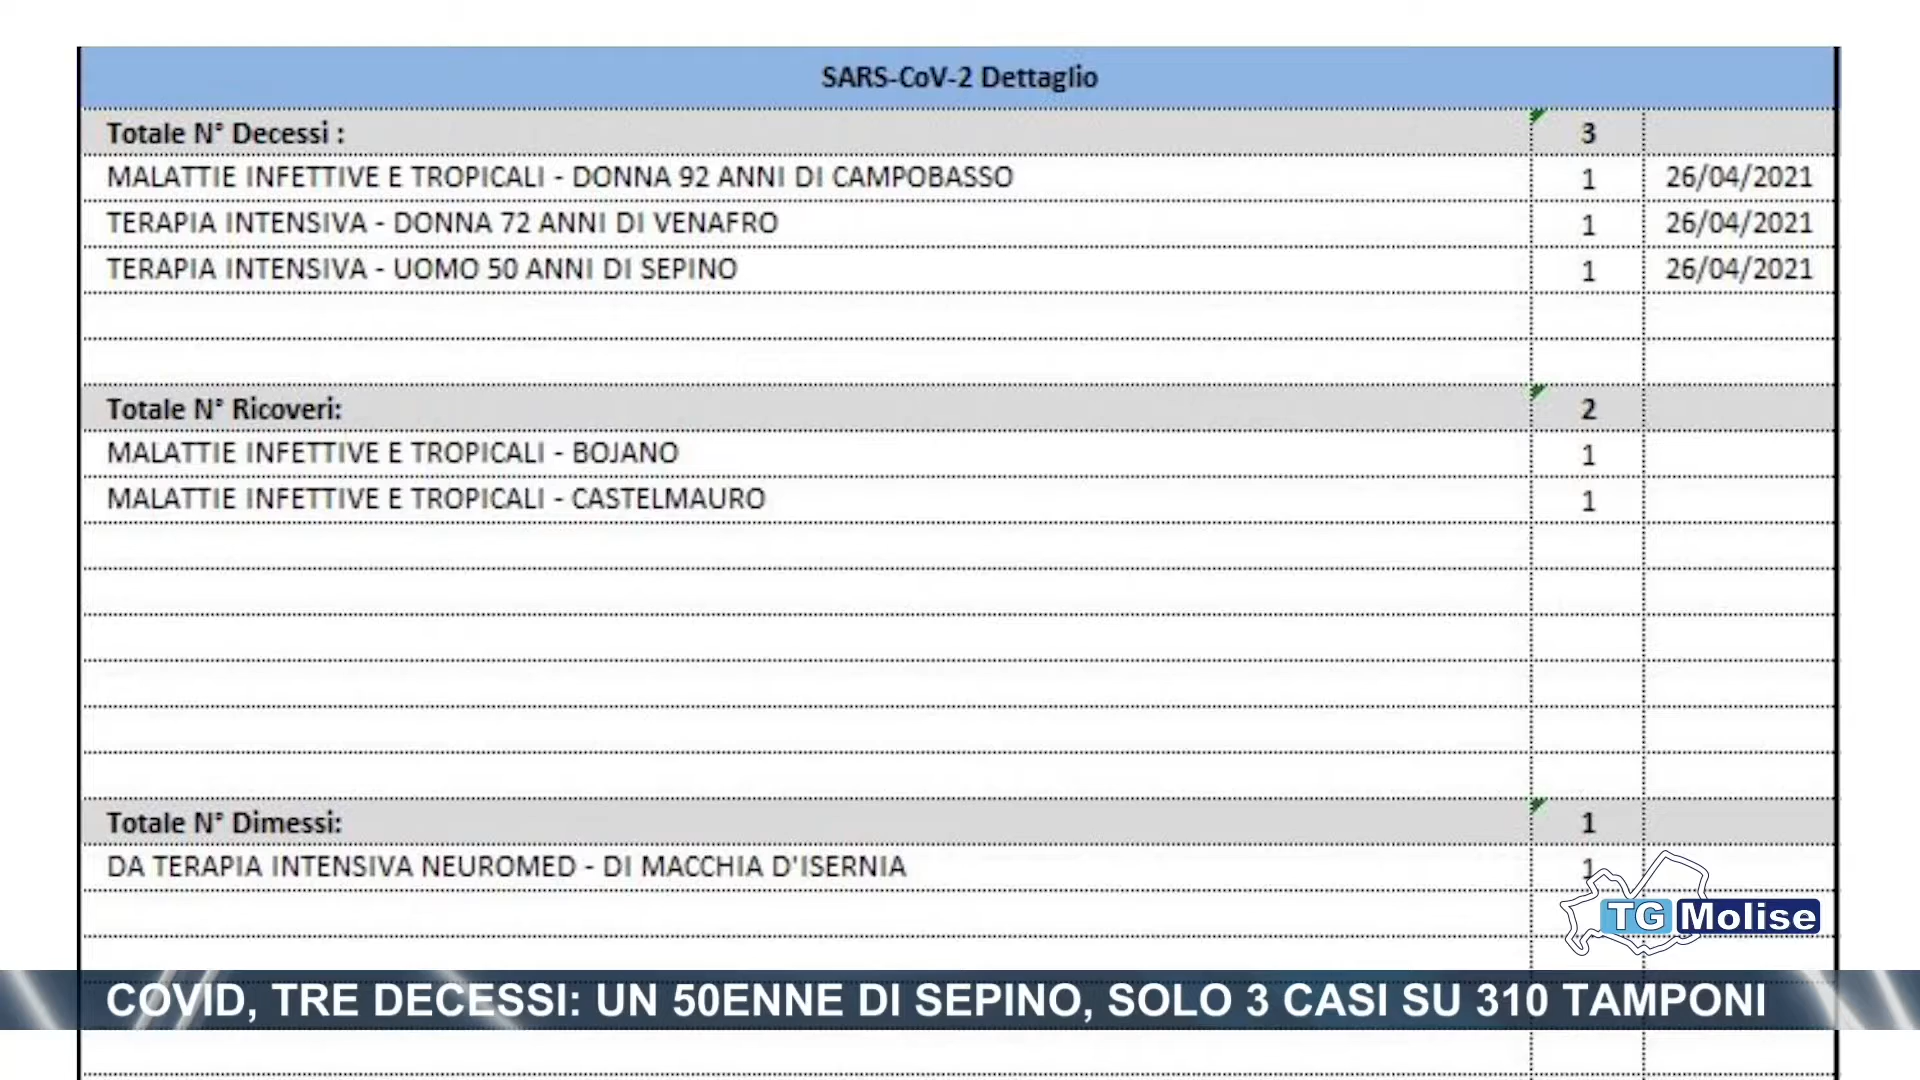 SARS-CoV-2 Dettaglio
Totale N° Decessi : 3
MALATTIE INFETTIVE E TROPICALI - DONNA 92 ANNI DI CAMPOBASSO 1 26/04/2021
TERAPIA INTENSIVA - DONNA 72 ANNI DI VENAFRO 1 26/04/2021
TERAPIA INTENSIVA - UOMO 50 ANNI DI SEPINO 1 26/04/2021
Totale N° Ricoveri: 2
MALATTIE INFETTIVE E TROPICALI - BOJANO 1
MALATTIE INFETTIVE E TROPICALI - CASTELMAURO 1
Totale N° Dimessi: 1
DA TERAPIA INTENSIVA NEUROMED - DI MACCHIA D'ISERNIA 1
TG Molise
COVID, TRE DECESSI: UN 50ENNE DI SEPINO, SOLO 3 CASI SU 310 TAMPONI